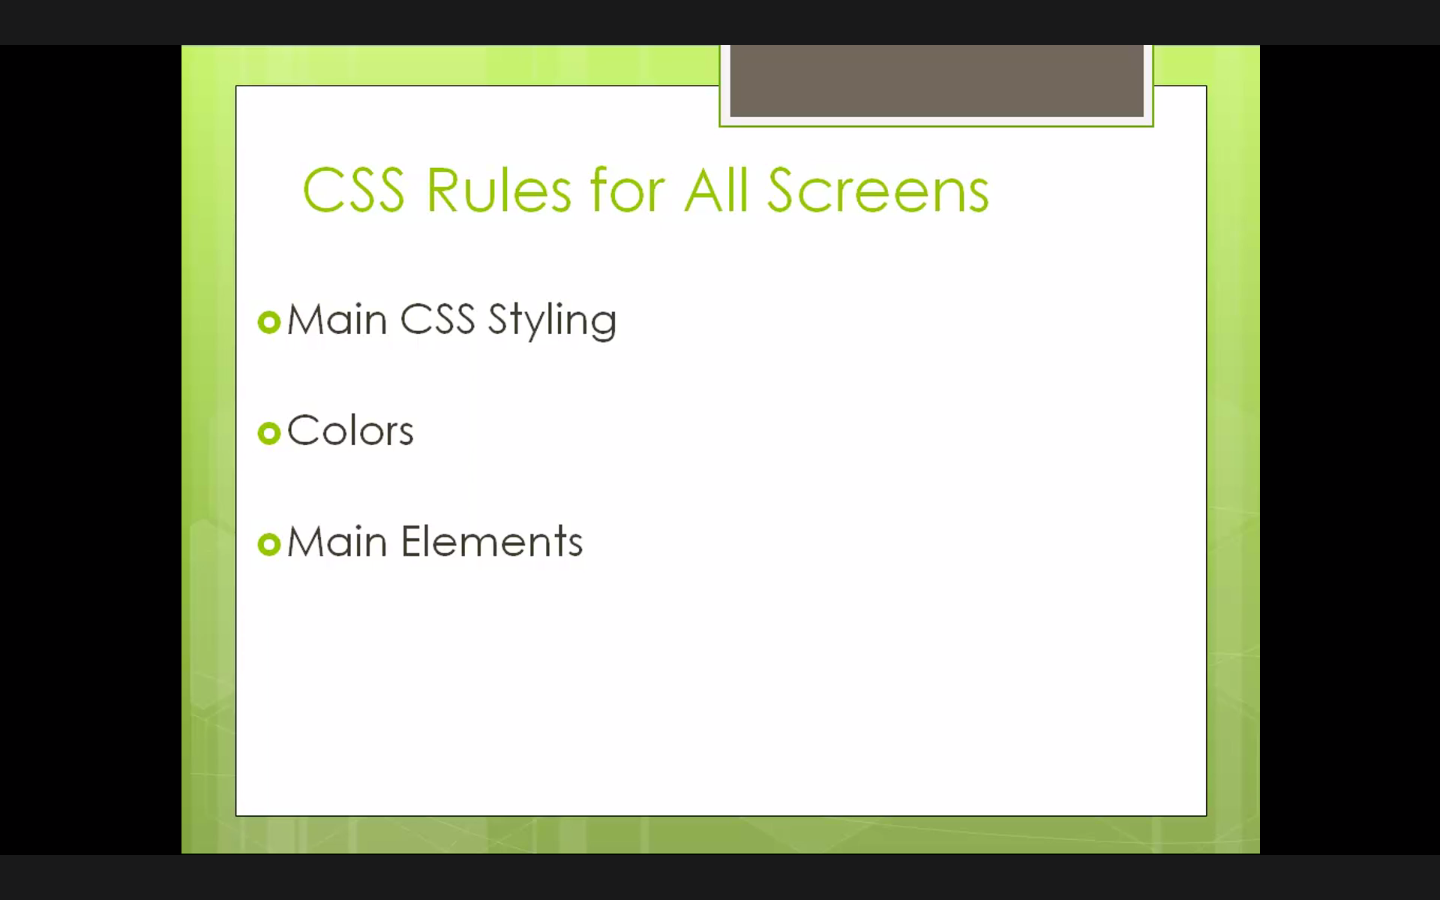 CSS Rules for All Screens
Main CSS Styling
Colors
Main Elements